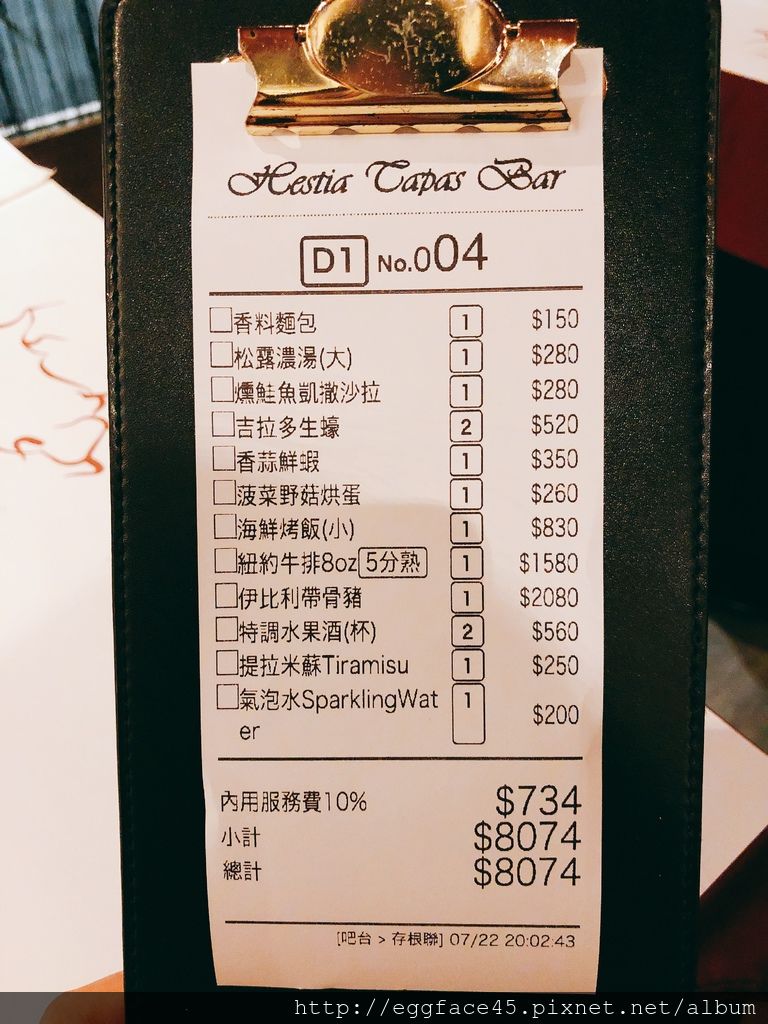 Hestia Tapas Bar
D1 No.004
香料麵包 1 $150
松露濃湯(大) 1 $280
燻鮭魚凱撒沙拉 1 $280
吉拉多生蠔 2 $520
香蒜鮮蝦 1 $350
菠菜野菇烘蛋 1 $260
海鮮烤飯(小) 1 $830
紐約牛排8oz 5分熟 1 $1580
伊比利帶骨豬 1 $2080
特調水果酒(杯) 2 $560
提拉米蘇Tiramisu 1 $250
氣泡水SparklingWat 1 $200
er
內用服務費10% $734
小計 $8074
總計 $8074
[吧台 > 存根聯] 07/22 20:02:43
http://eggface45.pixnet.net/album